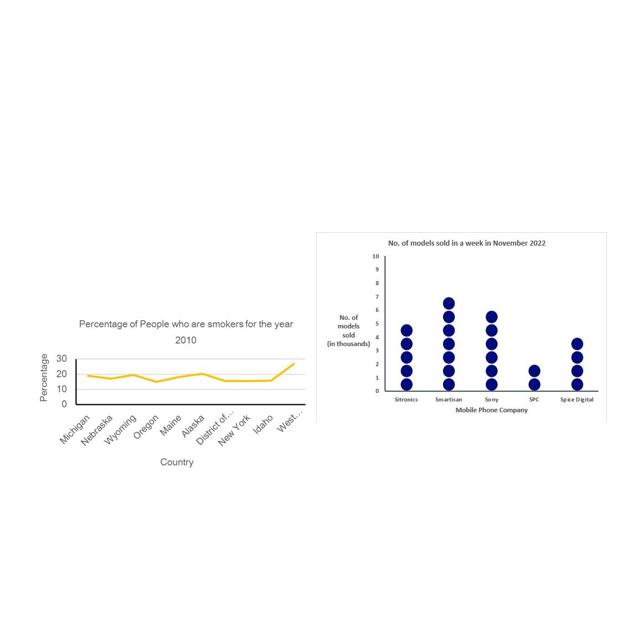 Percentage of People who are smokers for the year
2010
Percentage
30
20
10
0
Michigan
Nebraska
Wyoming
Oregon
Maine
Alaska
District of...
New York
Idaho
West...
Country
No. of models sold in a week in November 2022
No. of
models
sold
(in thousands)
10
9
8
7
6
5
4
3
2
1
0
Sitronics Smartisan Sony SPC Spice Digital
Mobile Phone Company